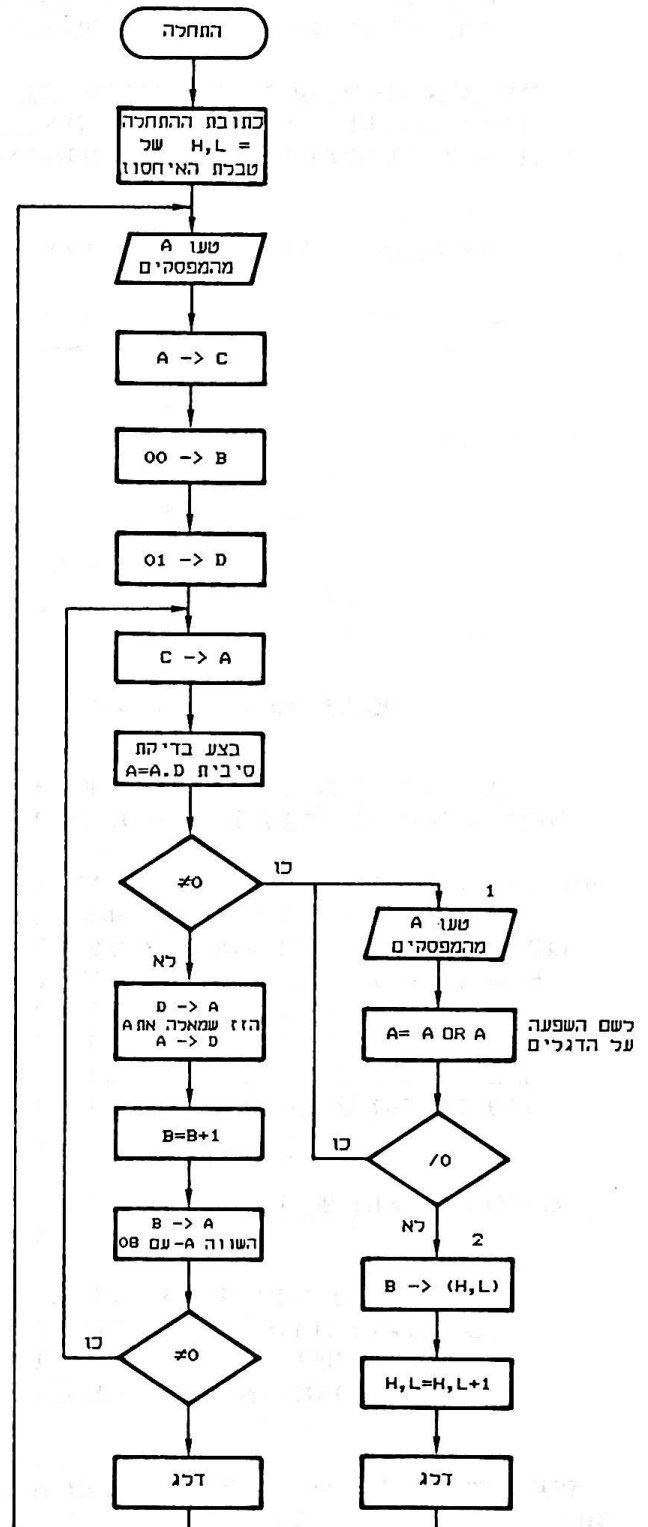 התחלה
כתובת ההתחלה
= H,L של
טבלת האיחסון
טען A
מהמפסקים
A -> C
00 -> B
01 -> D
C -> A
בצע בדיקת
סיבית A=A.D
≠0
כן
לא
D -> A
הזז שמאלה את A
A -> D
B=B+1
B -> A
השווה A- עם 08
≠0
כן
דלג
1
טען A
מהמפסקים
A= A OR A
לשם השפעה
על הדגלים
/0
כן
לא
2
B -> (H,L)
H,L=H,L+1
דלג